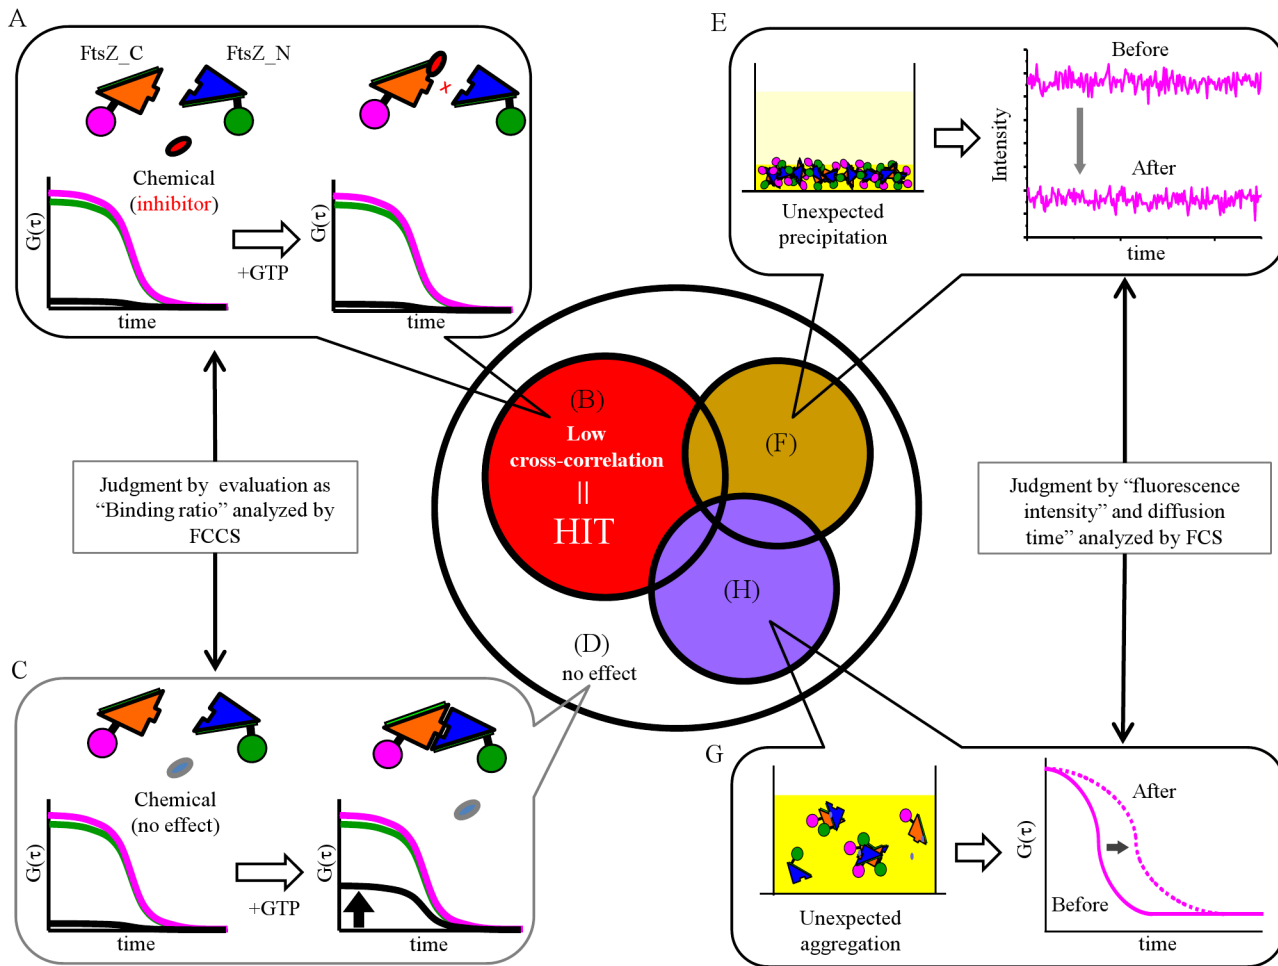 A
FtsZ_C
FtsZ_N
x
Chemical
(inhibitor)
G(τ)
G(τ)
+GTP
time
time
E
Before
After
Intensity
time
Unexpected
precipitation
(B)
Low
cross-correlation
=
HIT
(F)
(H)
(D)
no effect
Judgment by evaluation as
“Binding ratio” analyzed by
FCCS
Judgment by “fluorescence
intensity” and diffusion
time” analyzed by FCS
C
Chemical
(no effect)
G(τ)
G(τ)
+GTP
time
time
G
After
G(τ)
Before
time
Unexpected
aggregation